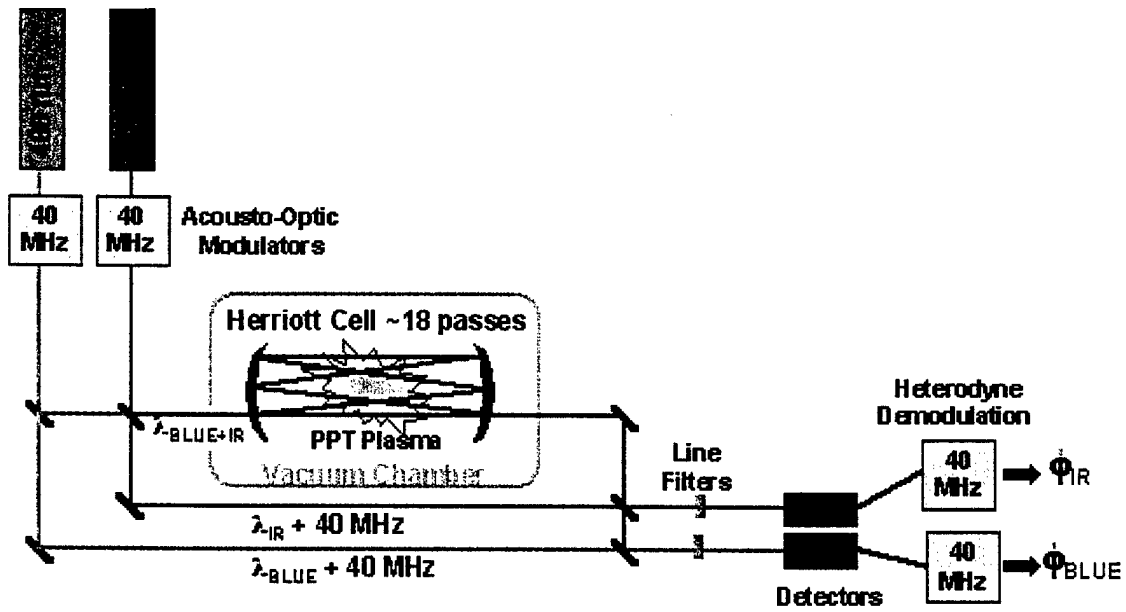 40
MHz
40
MHz
Acousto-Optic
Modulators
Herriott Cell ~18 passes
λ-BLUE+IR
PPT Plasma
Vacuum Chamber
Heterodyne
Demodulation
Line
Filters
40
MHz
φ̇IR
λIR + 40 MHz
λBLUE + 40 MHz
40
MHz
φ̇BLUE
Detectors